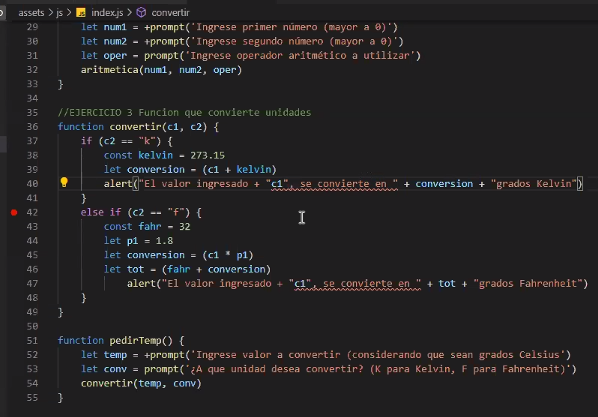 assets > js > index.js > convertir
29 let num1 = +prompt('Ingrese primer número (mayor a 0)')
30 let num2 = +prompt('Ingrese segundo número (mayor a 0)')
31 let oper = prompt('Ingrese operador aritmético a utilizar')
32 aritmetica(num1, num2, oper)
33 }
34
35 //EJERCICIO 3 Funcion que convierte unidades
36 function convertir(c1, c2) {
37 if (c2 == "k") {
38 const kelvin = 273.15
39 let conversion = (c1 + kelvin)
40 alert("El valor ingresado + "c1", se convierte en " + conversion + "grados Kelvin")
41 }
42 else if (c2 == "f") {
43 const fahr = 32
44 let p1 = 1.8
45 let conversion = (c1 * p1)
46 let tot = (fahr + conversion)
47 alert("El valor ingresado + "c1", se convierte en " + tot + "grados Fahrenheit")
48 }
49 }
50
51 function pedirTemp() {
52 let temp = +prompt('Ingrese valor a convertir (considerando que sean grados Celsius')
53 let conv = prompt('¿A que unidad desea convertir? (K para Kelvin, F para Fahrenheit)')
54 convertir(temp, conv)
55 }